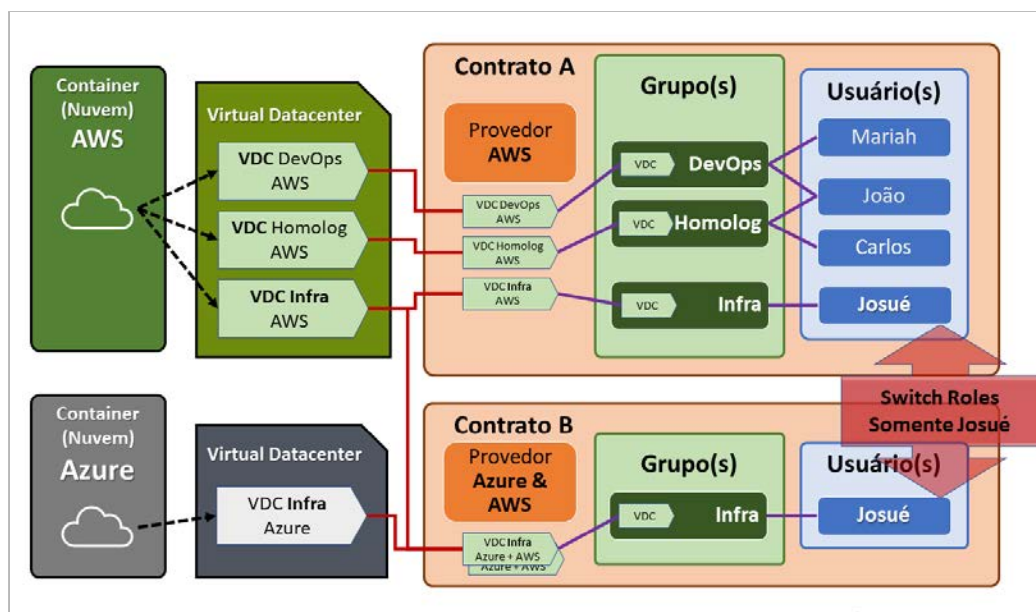 Container
(Nuvem)
AWS
Virtual Datacenter
VDC DevOps
AWS
VDC Homolog
AWS
VDC Infra
AWS
Contrato A
Provedor
AWS
VDC DevOps
AWS
VDC Homolog
AWS
VDC Infra
AWS
Grupo(s)
VDC
DevOps
VDC
Homolog
VDC
Infra
Usuário(s)
Mariah
João
Carlos
Josué
Switch Roles
Somente Josué
Container
(Nuvem)
Azure
Virtual Datacenter
VDC Infra
Azure
Contrato B
Provedor
Azure &
AWS
VDC Infra
Azure + AWS
Azure + AWS
Grupo(s)
VDC
Infra
Usuário(s)
Josué